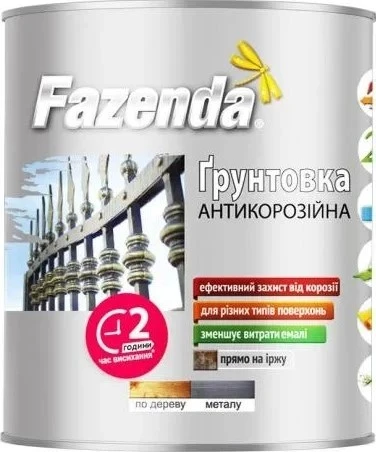 Fazenda®
Ґрунтовка
АНТИКОРОЗІЙНА
ефективний захист від корозії
для різних типів поверхонь
зменшує витрати емалі
прямо на іржу
2
ГОДИНИ
час висихання*
по дереву металу